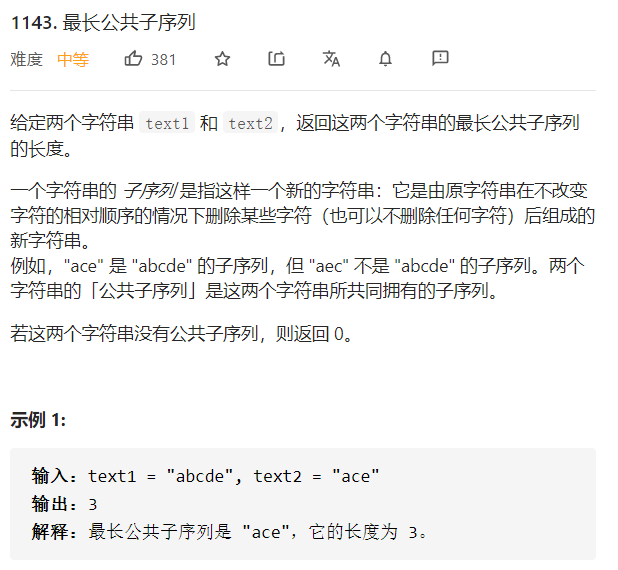 1143. 最长公共子序列
难度 中等 381
给定两个字符串 text1 和 text2，返回这两个字符串的最长公共子序列
的长度。
一个字符串的 子序列 是指这样一个新的字符串：它是由原字符串在不改变
字符的相对顺序的情况下删除某些字符（也可以不删除任何字符）后组成的
新字符串。
例如，"ace" 是 "abcde" 的子序列，但 "aec" 不是 "abcde" 的子序列。两个
字符串的「公共子序列」是这两个字符串所共同拥有的子序列。
若这两个字符串没有公共子序列，则返回 0。
示例 1:
输入：text1 = "abcde", text2 = "ace"
输出：3
解释：最长公共子序列是 "ace"，它的长度为 3。